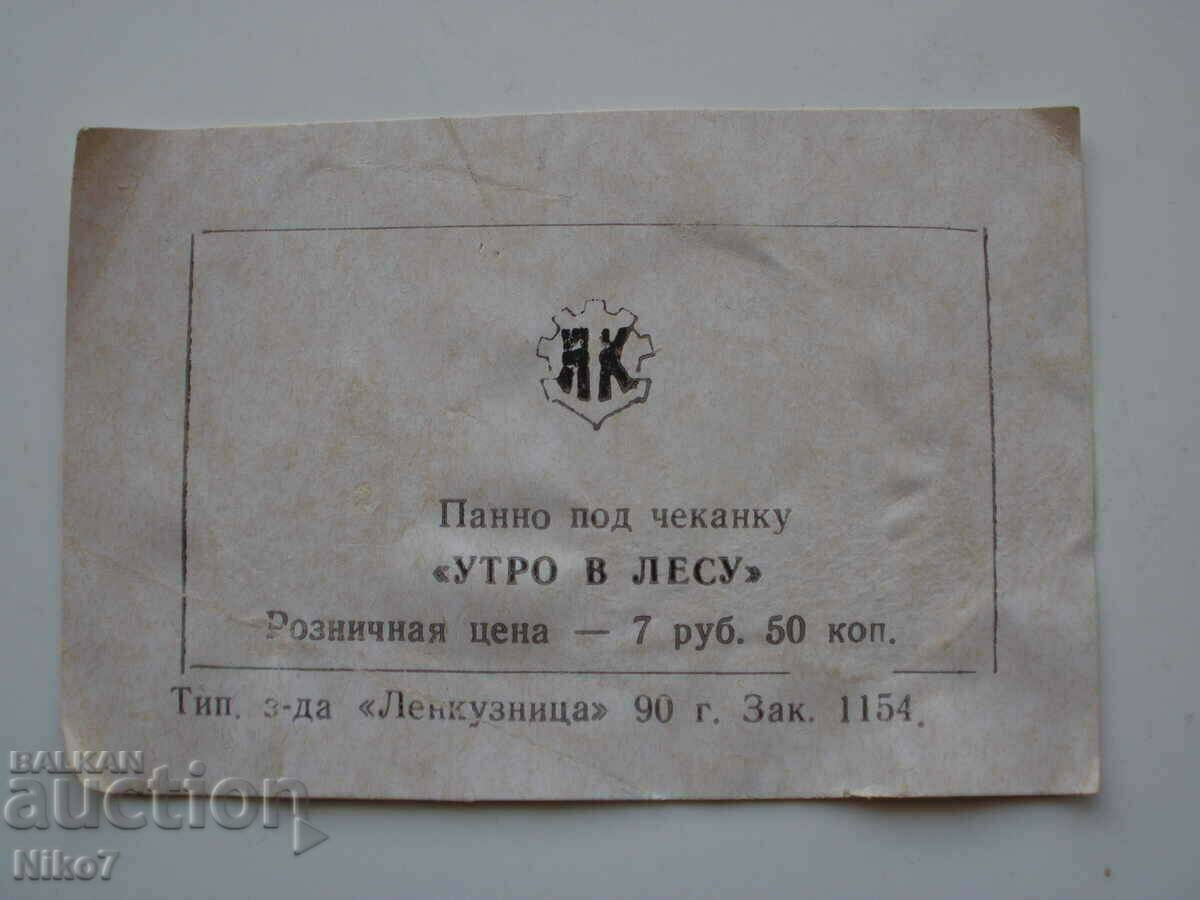 ЛК
Панно под чеканку
«УТРО В ЛЕСУ»
Розничная цена — 7 руб. 50 коп.
Тип. з-да «Ленкузница» 90 г. Зак. 1154.
BALKAN
auction
Niko7